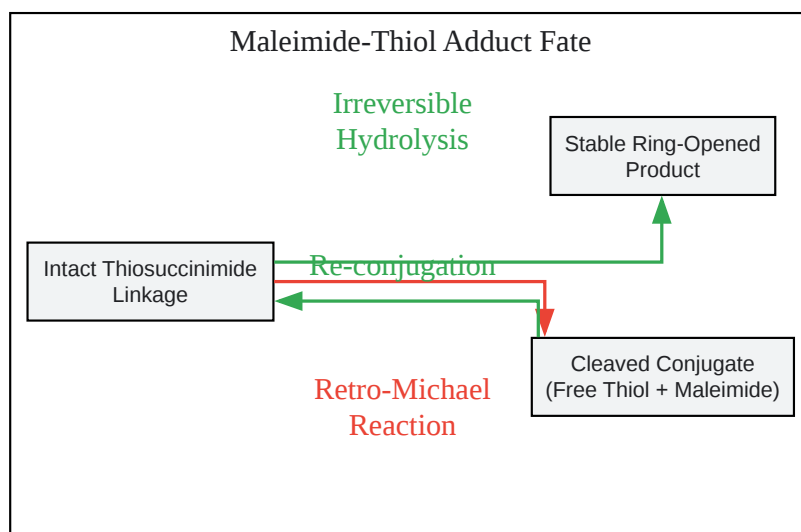 Maleimide-Thiol Adduct Fate
Irreversible
Hydrolysis
Stable Ring-Opened
Product
Intact Thiosuccinimide
Linkage
Re-conjugation
Cleaved Conjugate
(Free Thiol + Maleimide)
Retro-Michael
Reaction